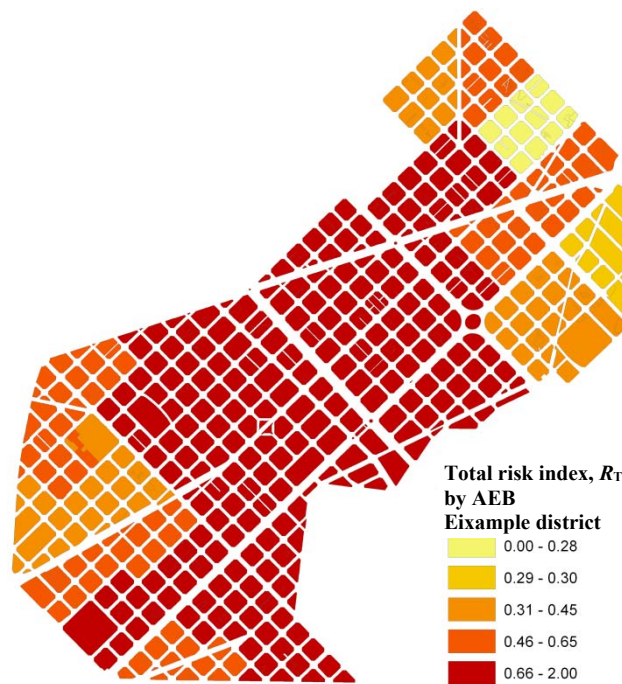 Total risk index, RT
by AEB
Eixample district
0.00 - 0.28
0.29 - 0.30
0.31 - 0.45
0.46 - 0.65
0.66 - 2.00